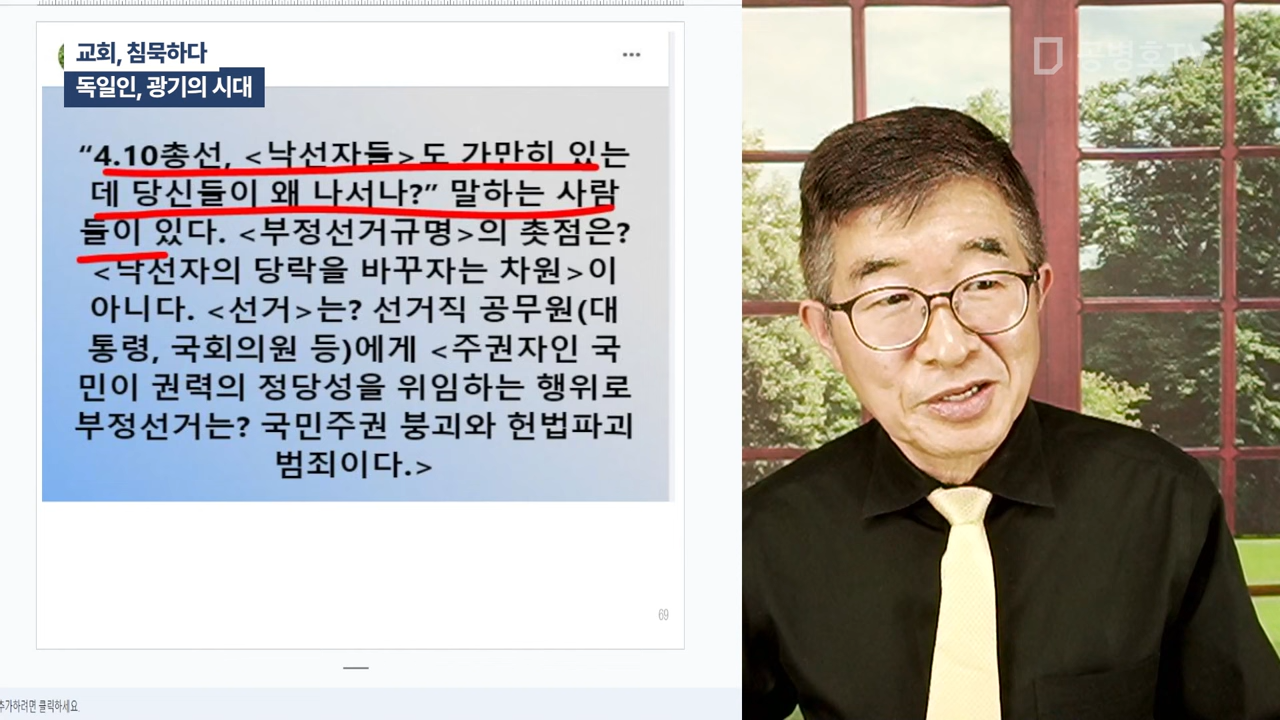 교회, 침묵하다
독일인, 광기의 시대
공병호TV
“4.10총선, <낙선자들>도 가만히 있는
데 당신들이 왜 나서나?” 말하는 사람
들이 있다. <부정선거규명>의 촛점은?
<낙선자의 당락을 바꾸자는 차원>이
아니다. <선거>는? 선거직 공무원(대
통령, 국회의원 등)에게 <주권자인 국
민이 권력의 정당성을 위임하는 행위로
부정선거는? 국민주권 붕괴와 헌법파괴
범죄이다.>
69
추가하려면 클릭하세요.